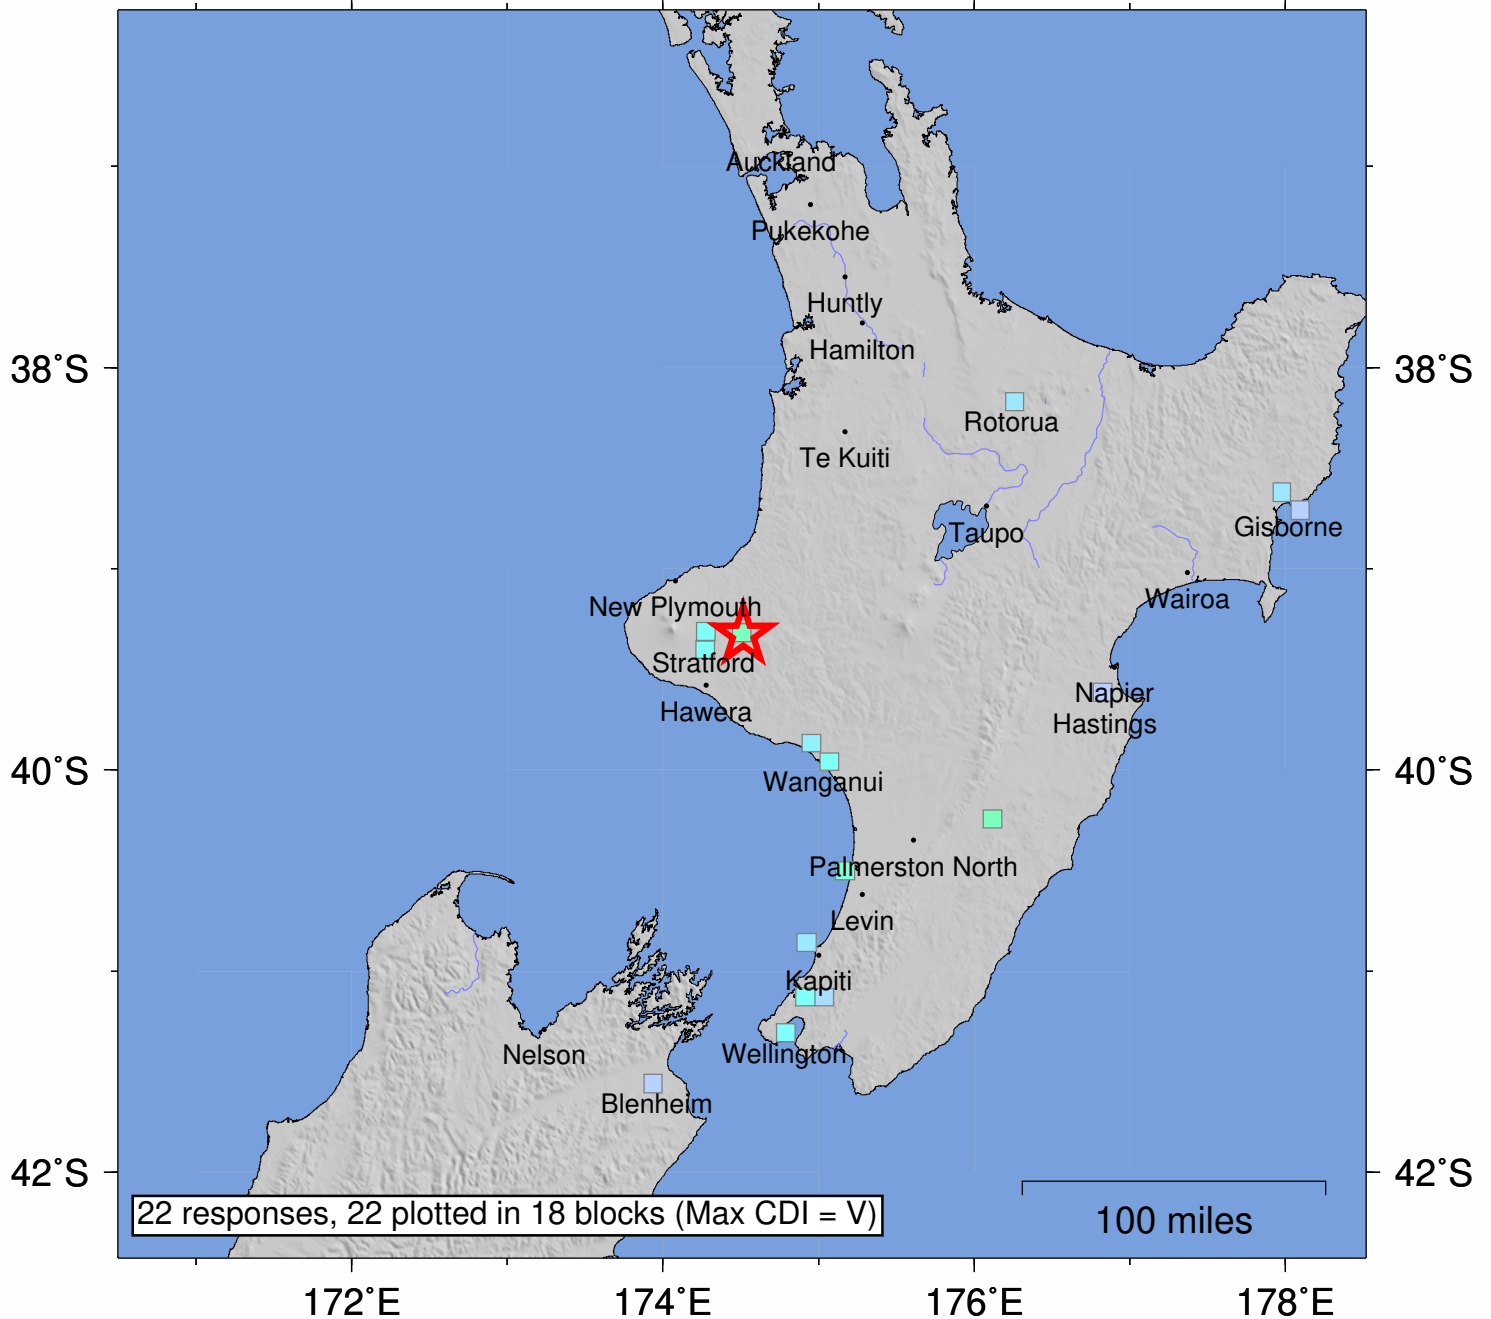 Auckland
Pukekohe
Huntly
Hamilton
38˚S
38˚S
Rotorua
Te Kuiti
Gisborne
Taupo
Wairoa
New Plymouth
Stratford
Napier
Hawera
Hastings
40˚S
40˚S
Wanganui
Palmerston North
Levin
Kapiti
Wellington
Nelson
Blenheim
42˚S
42˚S
22 responses, 22 plotted in 18 blocks (Max CDI = V)
100 miles
172˚E
174˚E
176˚E
178˚E